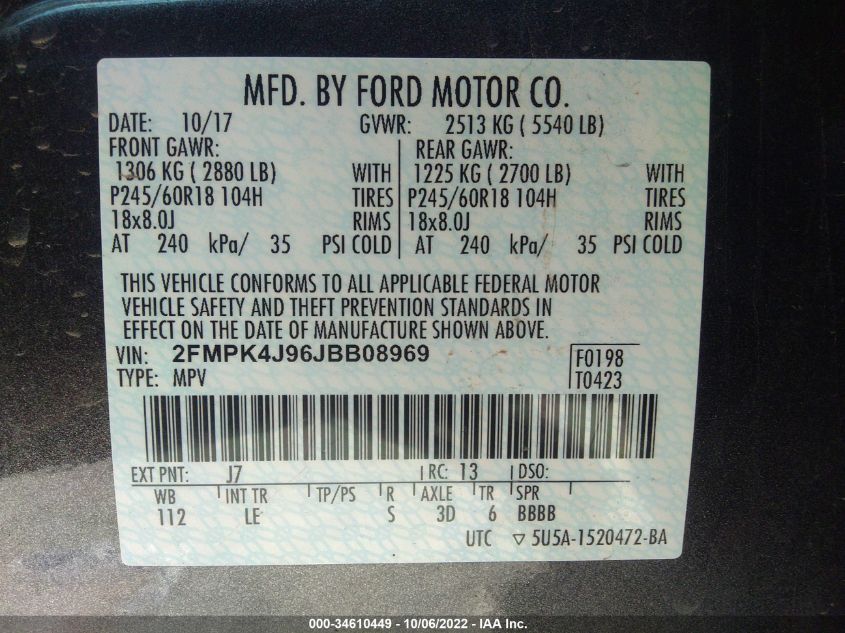 MFD. BY FORD MOTOR CO.
DATE: 10/17 GVWR: 2513 KG ( 5540 LB)
FRONT GAWR: REAR GAWR:
1306 KG ( 2880 LB) WITH 1225 KG ( 2700 LB) WITH
P245/60R18 104H TIRES P245/60R18 104H TIRES
18x8.0J RIMS 18x8.0J RIMS
AT 240 kPa/ 35 PSI COLD AT 240 kPa/ 35 PSI COLD
THIS VEHICLE CONFORMS TO ALL APPLICABLE FEDERAL MOTOR
VEHICLE SAFETY AND THEFT PREVENTION STANDARDS IN
EFFECT ON THE DATE OF MANUFACTURE SHOWN ABOVE.
VIN: 2FMPK4J96JBB08969 F0198
TYPE: MPV T0423
EXT PNT: J7 RC: 13 DSO:
WB INT TR TP/PS R AXLE TR SPR
112 LE S 3D 6 BBBB
UTC ▽ 5U5A-1520472-BA
000-34610449 - 10/06/2022 - IAA Inc.